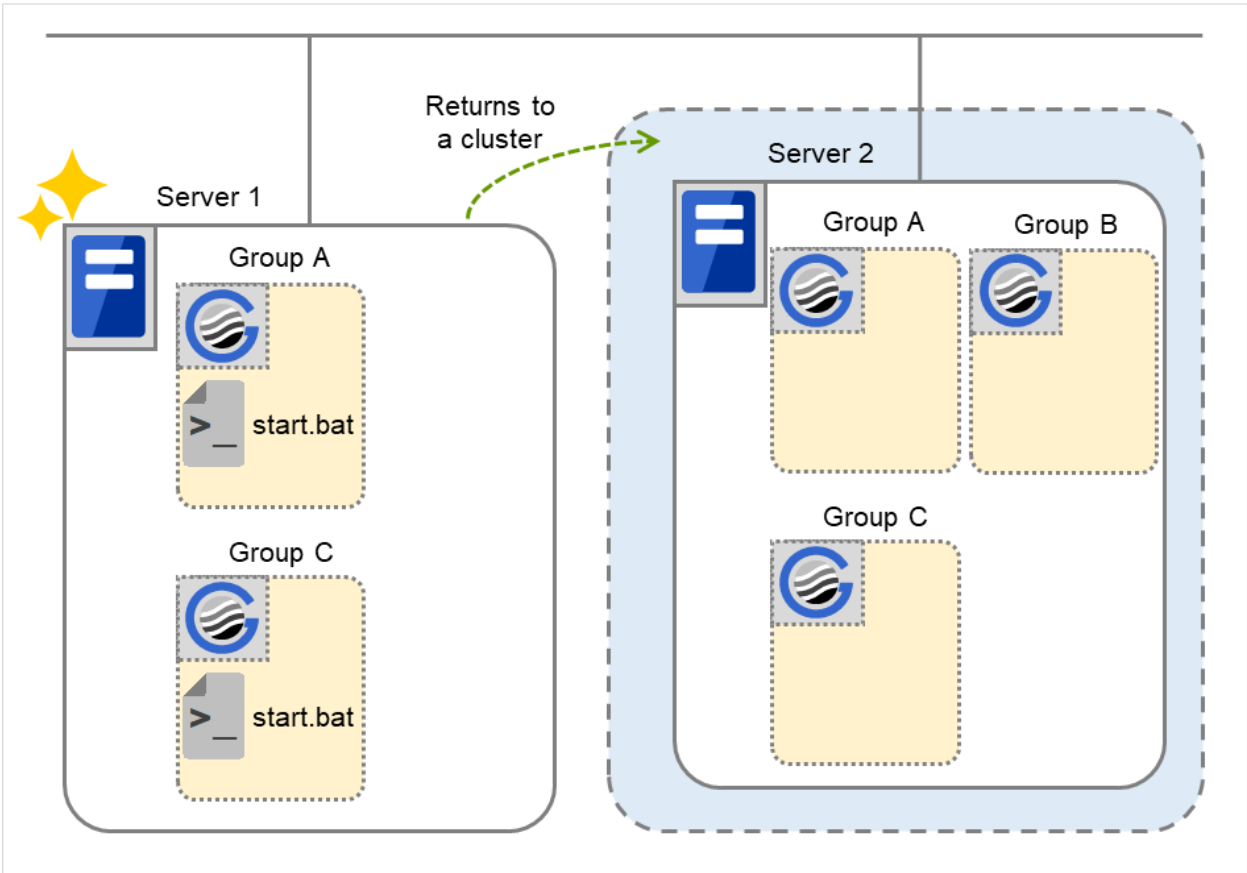 Returns to
a cluster
Server 1
Server 2
Group A
start.bat
Group C
start.bat
Group A
Group B
Group C